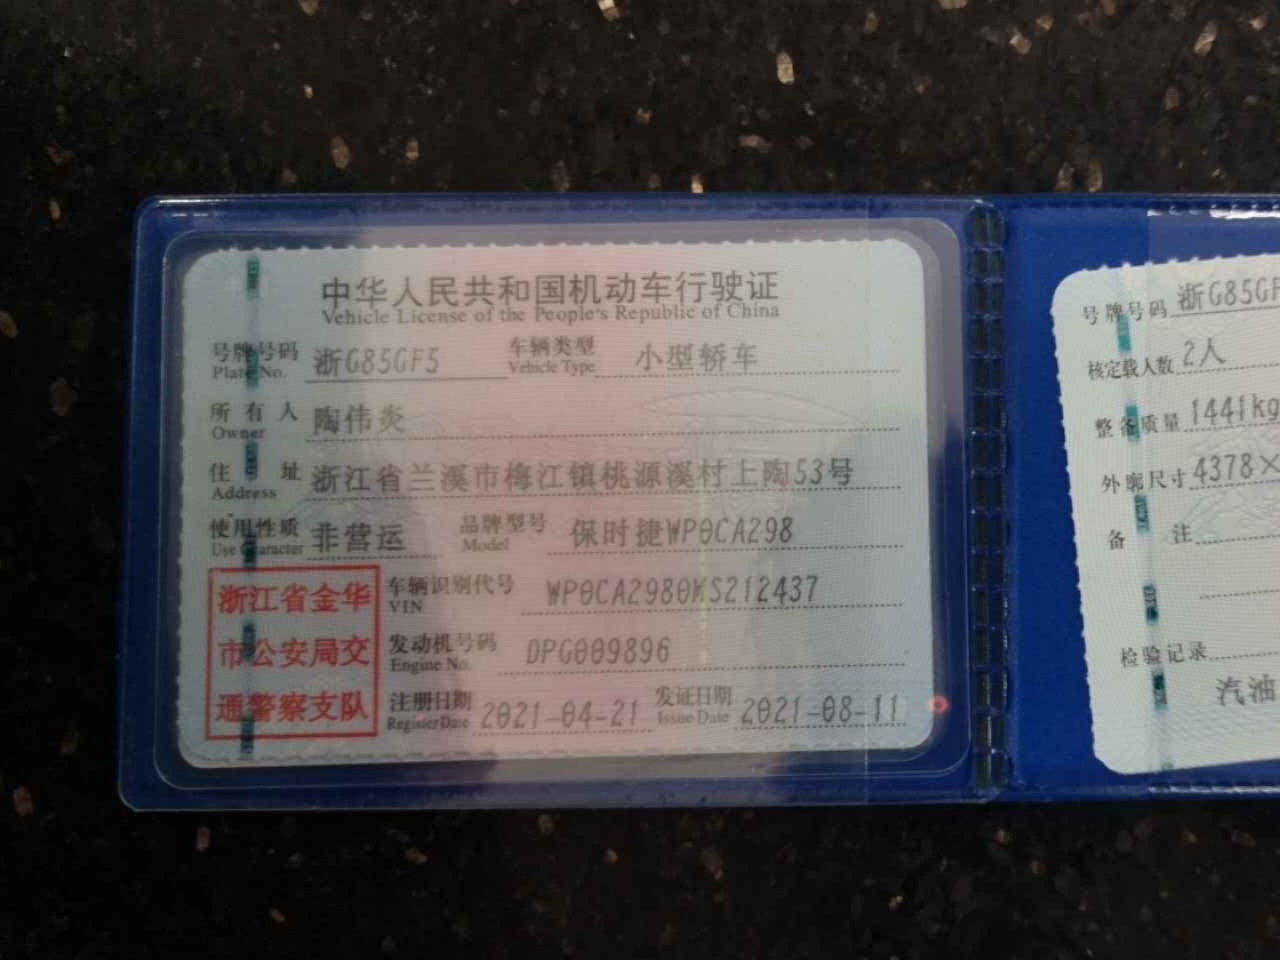 中华人民共和国机动车行驶证
Vehicle License of the People's Republic of China
号牌号码 浙G85GF5 车辆类型 小型轿车
Plate No. Vehicle Type
所有人 陶伟炎
Owner
住址 浙江省兰溪市梅江镇桃源溪村上陶53号
Address
使用性质 非营运 品牌型号 保时捷WP0CA298
Use Character Model
浙江省金华
市公安局交
通警察支队
车辆识别代号 WP0CA2980KS212437
VIN
发动机号码 DPG009896
Engine No.
注册日期 2021-04-21 发证日期 2021-08-11
Register Date Issue Date
号牌号码 浙G85GF
核定载人数 2人
整备质量 1441kg
外廓尺寸 4378×
备注
检验记录
汽油